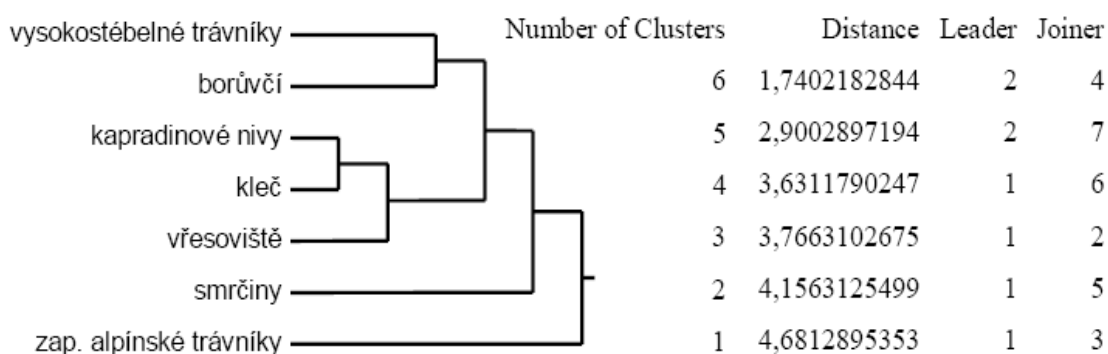 vysokostébelné trávníky
borůvčí
kapradinové nivy
kleč
vřesoviště
smrčiny
zap. alpínské trávníky
Number of Clusters Distance Leader Joiner
6 1,7402182844 2 4
5 2,9002897194 2 7
4 3,6311790247 1 6
3 3,7663102675 1 2
2 4,1563125499 1 5
1 4,6812895353 1 3